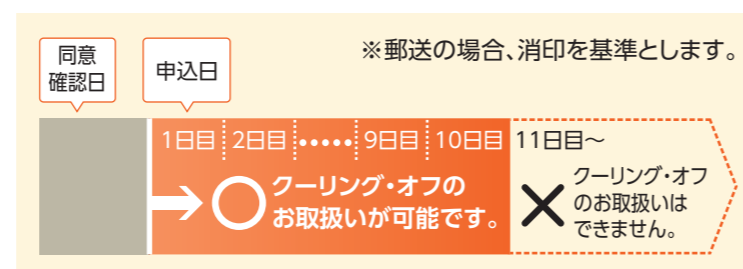 ※郵送の場合、消印を基準とします。
同意
確認日
申込日
1日目 2日目 ••••• 9日目 10日目 11日目～
クーリング・オフの
お取扱いが可能です。
クーリング・オフ
のお取扱いは
できません。